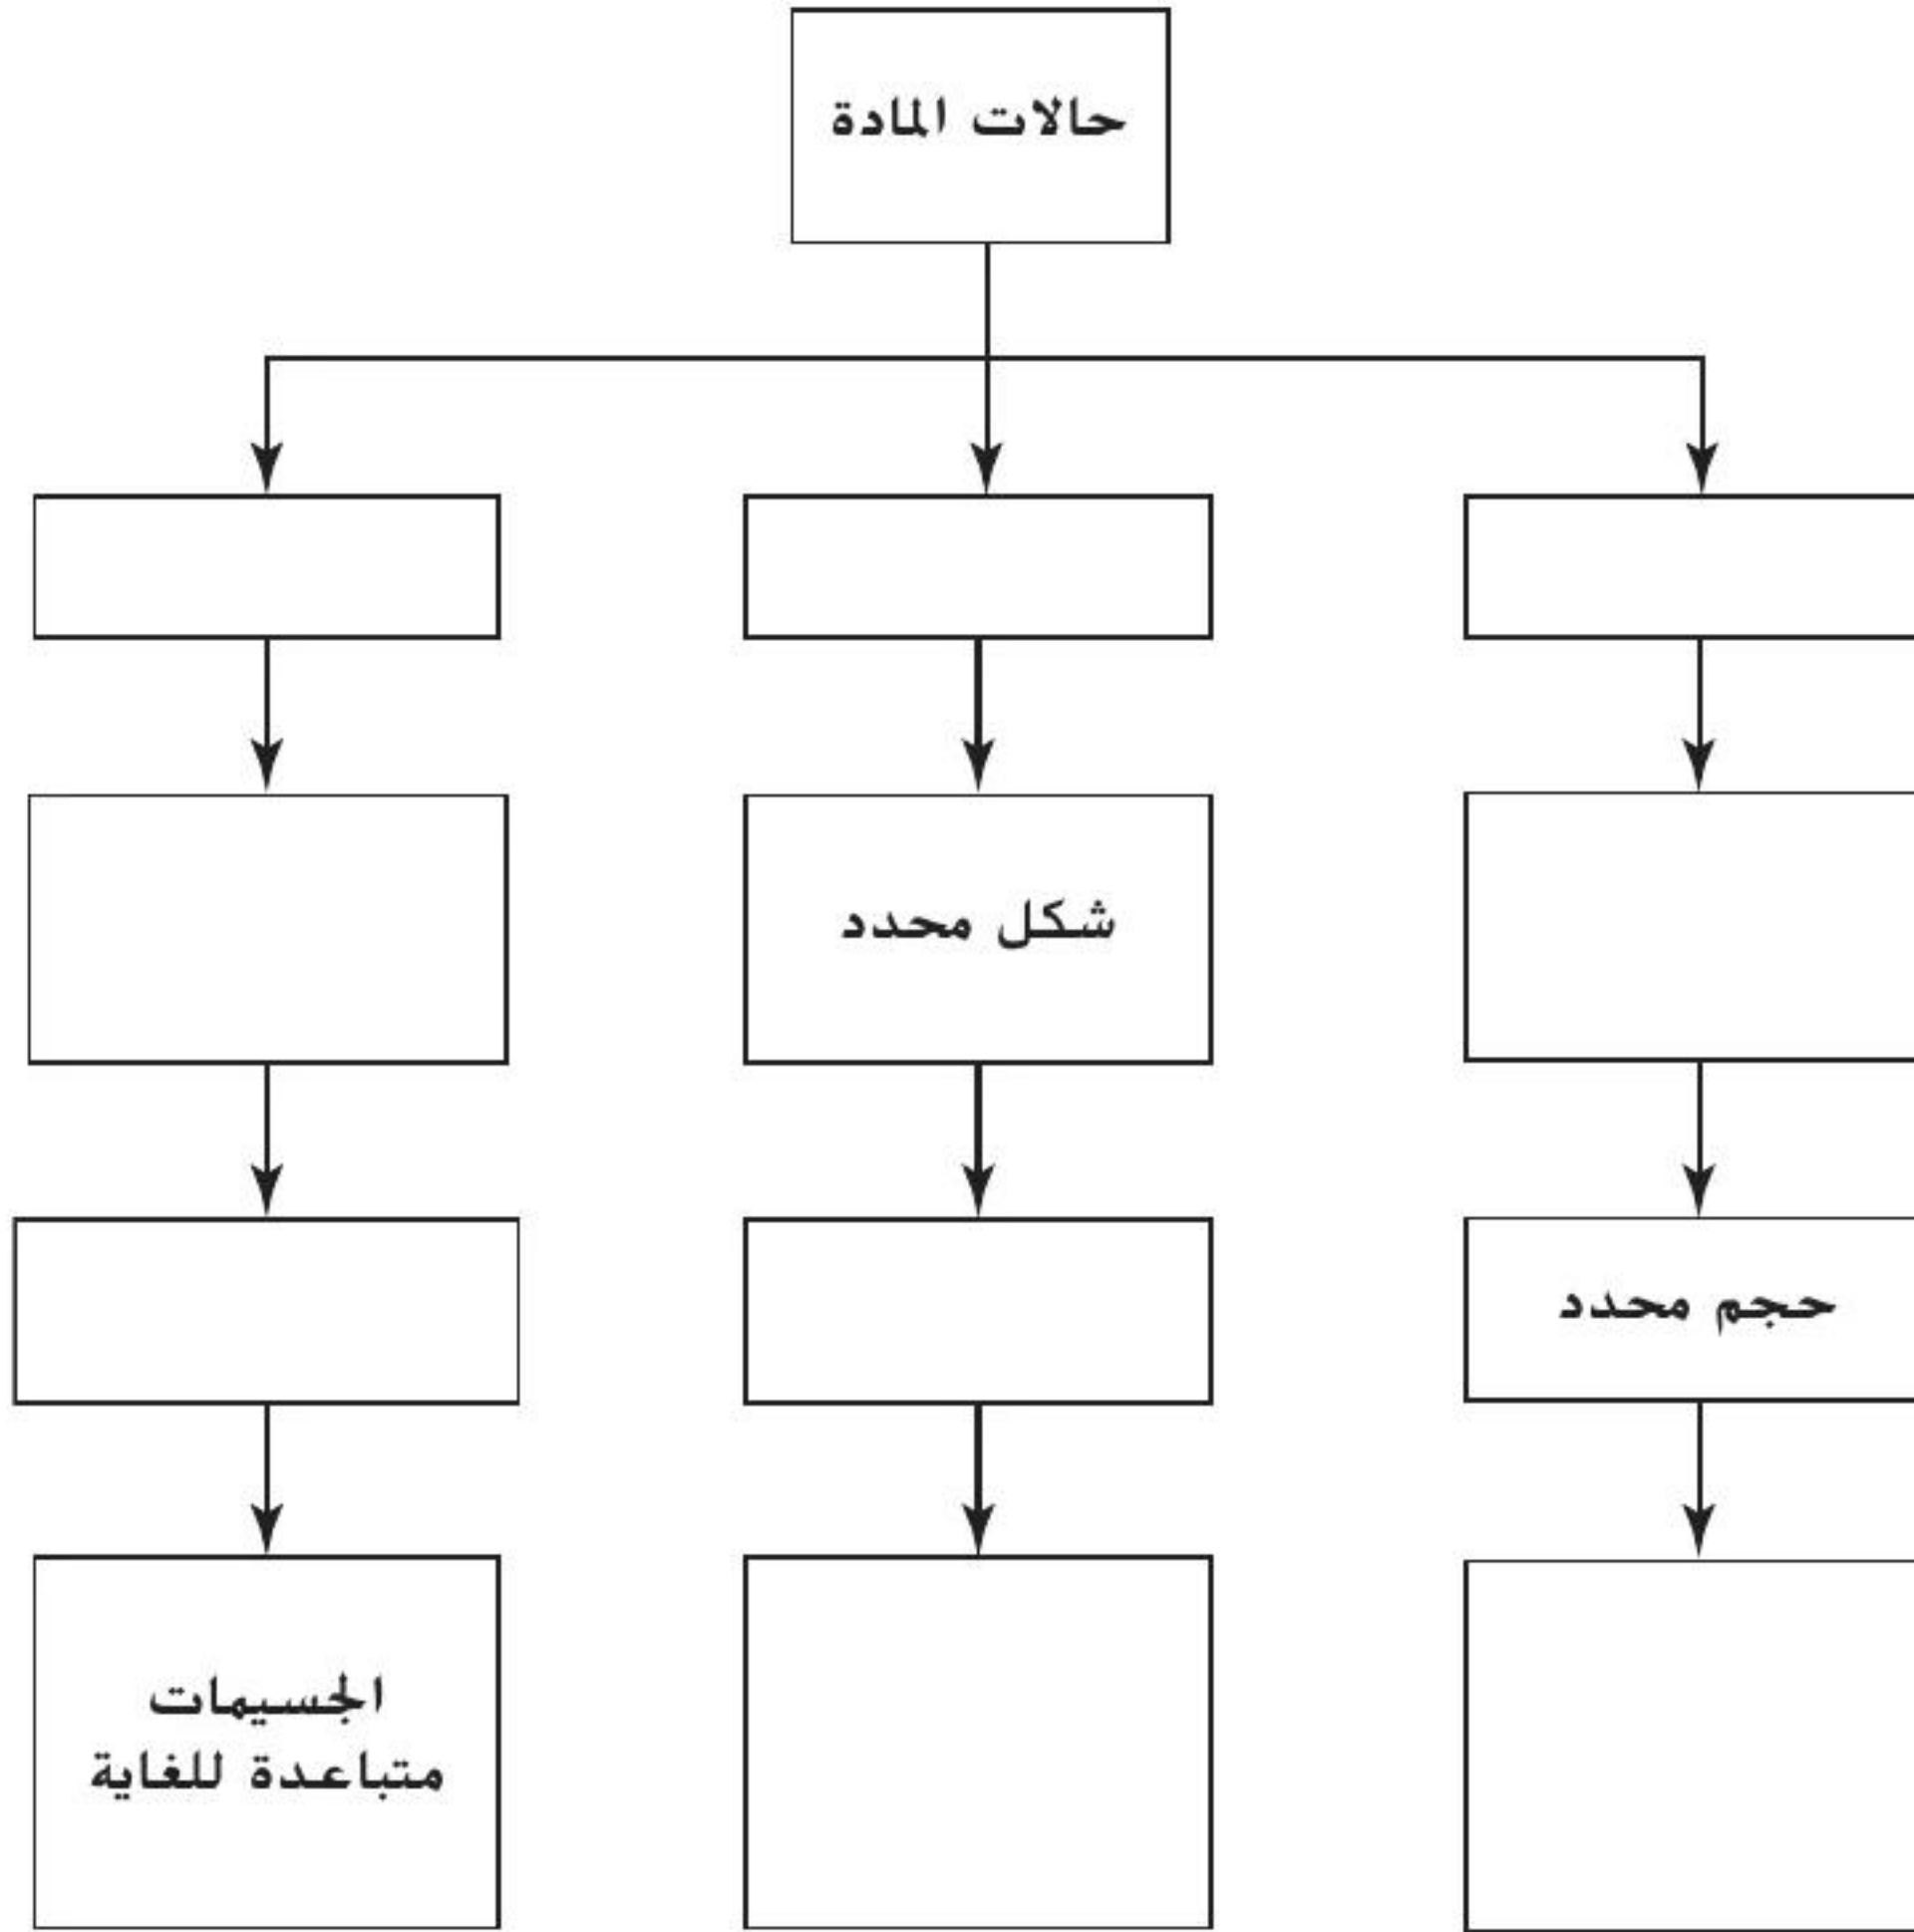 حالات المادة
شكل محدد
حجم محدد
الجسيمات
متباعدة للغاية